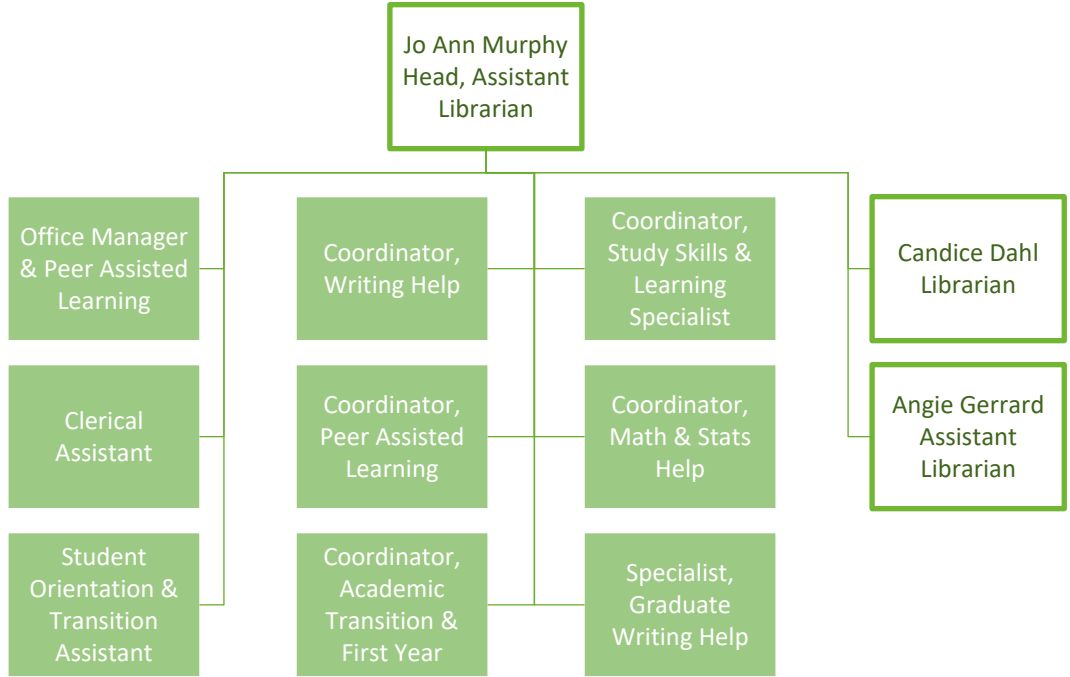 Jo Ann Murphy
Head, Assistant
Librarian
Office Manager
& Peer Assisted
Learning
Coordinator,
Writing Help
Coordinator,
Study Skills &
Learning
Specialist
Candice Dahl
Librarian
Clerical
Assistant
Coordinator,
Peer Assisted
Learning
Coordinator,
Math & Stats
Help
Angie Gerrard
Assistant
Librarian
Student
Orientation &
Transition
Assistant
Coordinator,
Academic
Transition &
First Year
Specialist,
Graduate
Writing Help